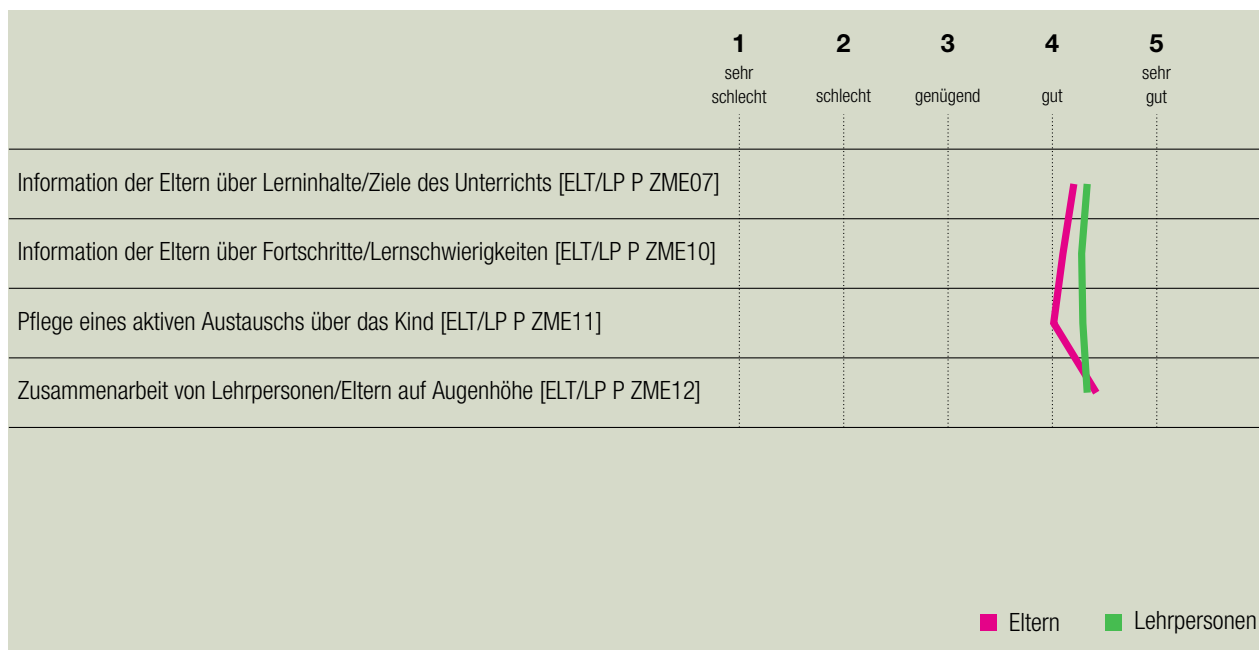 1 2 3 4 5
sehr schlecht schlecht genügend gut sehr gut
Information der Eltern über Lerninhalte/Ziele des Unterrichts [ELT/LP P ZME07]
Information der Eltern über Fortschritte/Lernschwierigkeiten [ELT/LP P ZME10]
Pflege eines aktiven Austauschs über das Kind [ELT/LP P ZME11]
Zusammenarbeit von Lehrpersonen/Eltern auf Augenhöhe [ELT/LP P ZME12]
Eltern Lehrpersonen